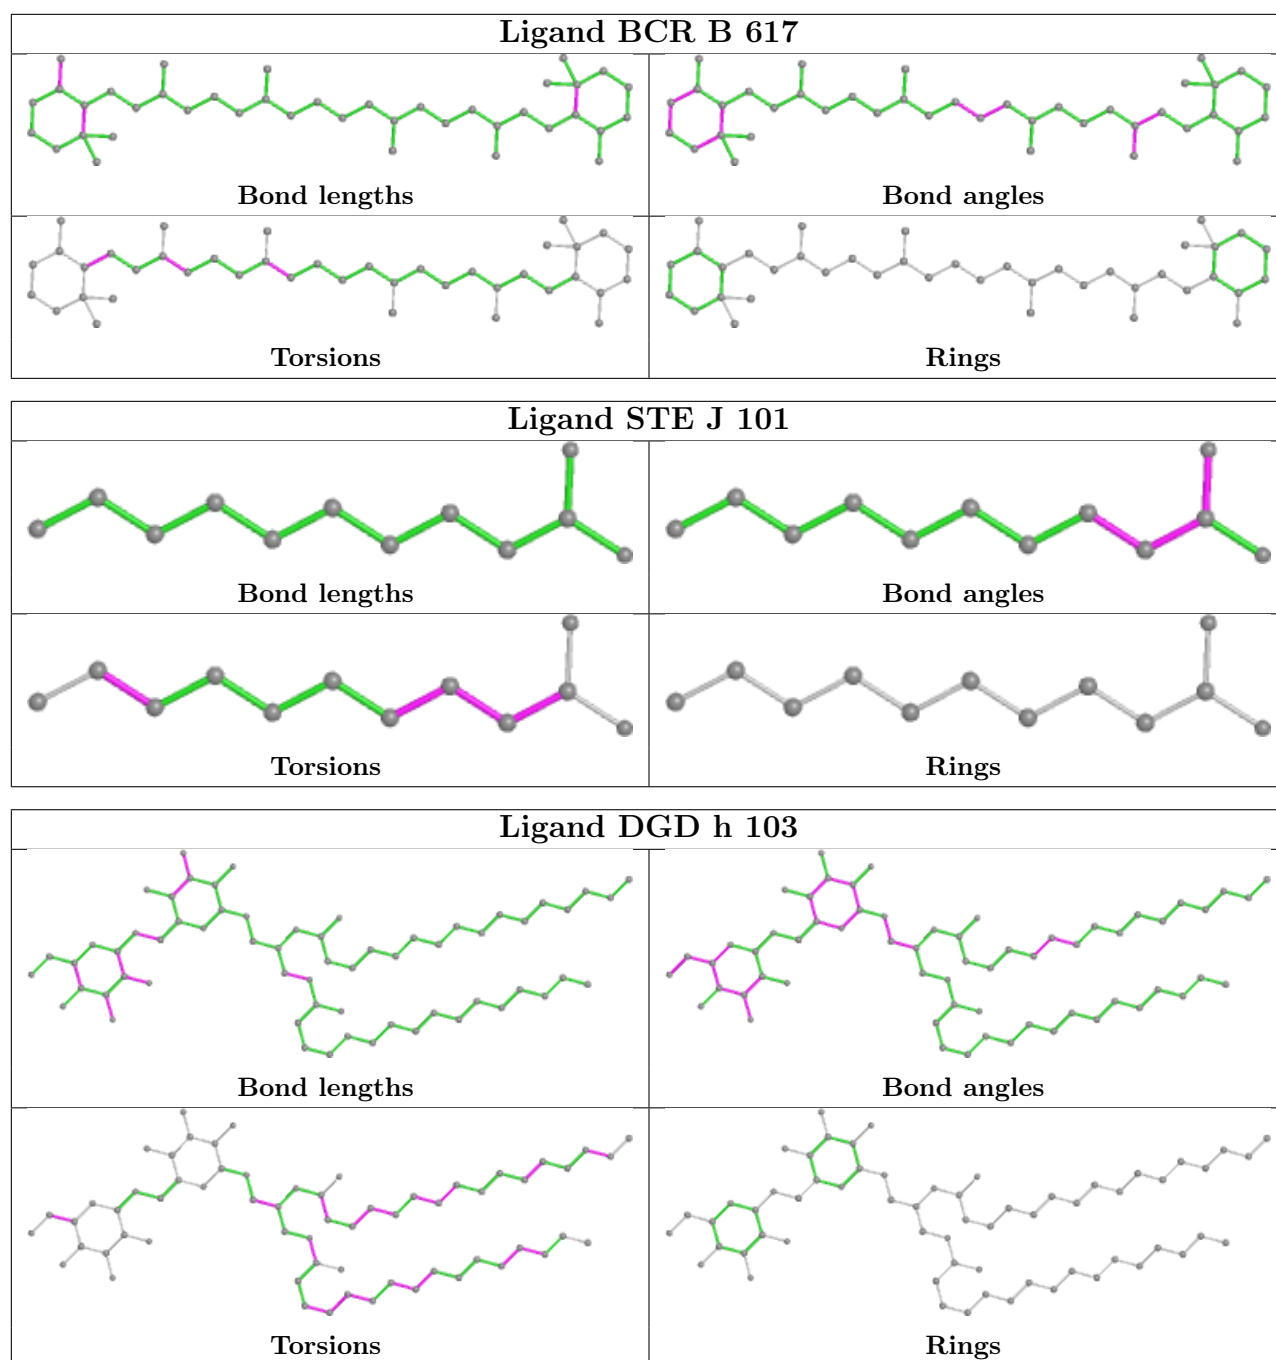 Ligand BCR B 617
Bond lengths
Bond angles
Torsions
Rings
Ligand STE J 101
Bond lengths
Bond angles
Torsions
Rings
Ligand DGD h 103
Bond lengths
Bond angles
Torsions
Rings